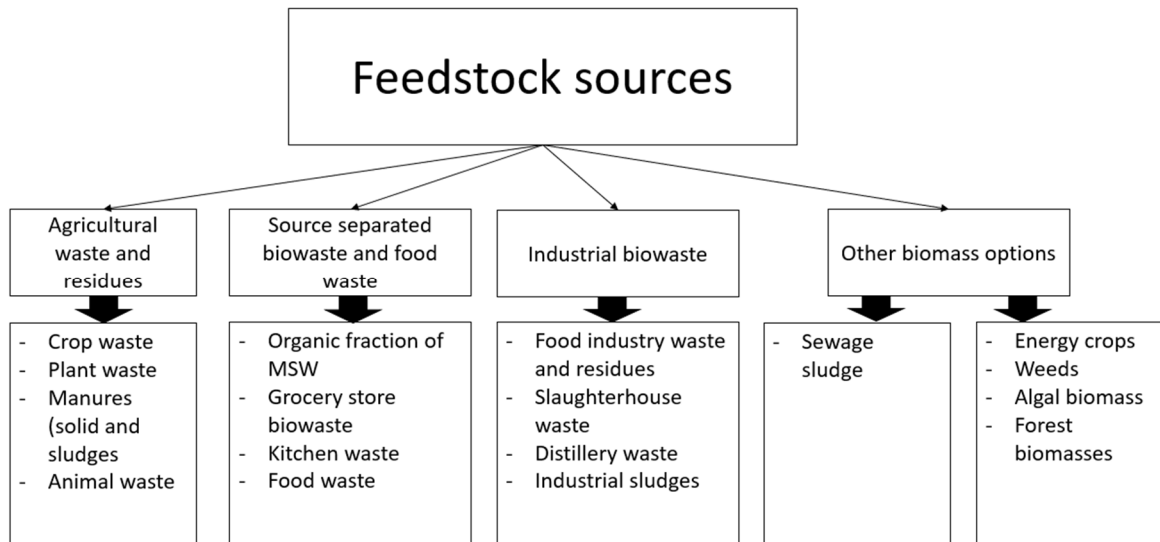 Feedstock sources
Agricultural
waste and
residues
Source separated
biowaste and food
waste
Industrial biowaste
Other biomass options
- Crop waste
- Plant waste
- Manures
(solid and
sludges
- Animal waste
- Organic fraction of
MSW
- Grocery store
biowaste
- Kitchen waste
- Food waste
- Food industry waste
and residues
- Slaughterhouse
waste
- Distillery waste
- Industrial sludges
- Sewage
sludge
- Energy crops
- Weeds
- Algal biomass
- Forest
biomasses